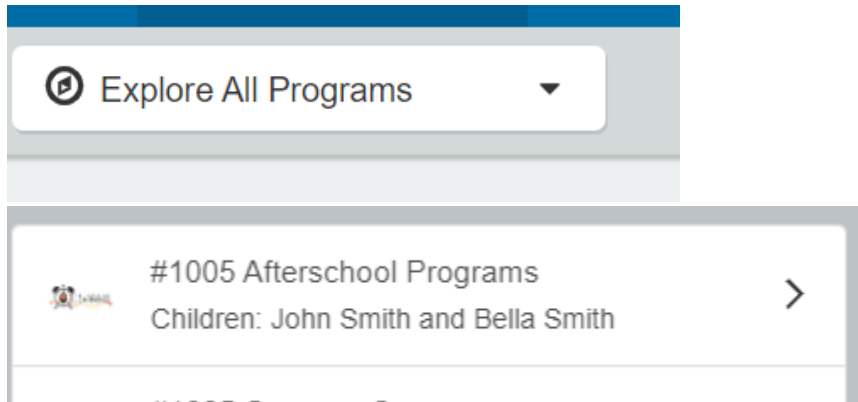 Explore All Programs
#1005 Afterschool Programs
Children: John Smith and Bella Smith